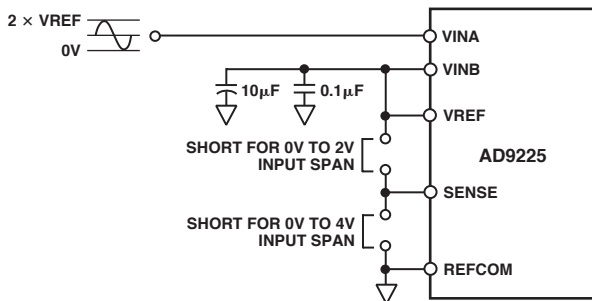 2 × VREF
0V
VINA
VINB
10μF
0.1μF
VREF
SHORT FOR 0V TO 2V
INPUT SPAN
AD9225
SENSE
SHORT FOR 0V TO 4V
INPUT SPAN
REFCOM